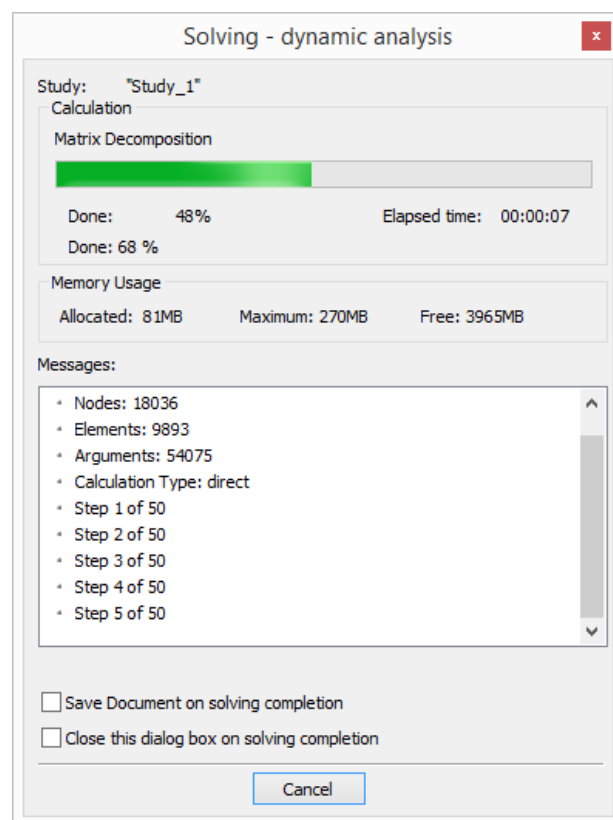 Solving - dynamic analysis
x
Study: "Study_1"
Calculation
Matrix Decomposition
Done: 48% Elapsed time: 00:00:07
Done: 68 %
Memory Usage
Allocated: 81MB Maximum: 270MB Free: 3965MB
Messages:
Nodes: 18036
Elements: 9893
Arguments: 54075
Calculation Type: direct
Step 1 of 50
Step 2 of 50
Step 3 of 50
Step 4 of 50
Step 5 of 50
Save Document on solving completion
Close this dialog box on solving completion
Cancel